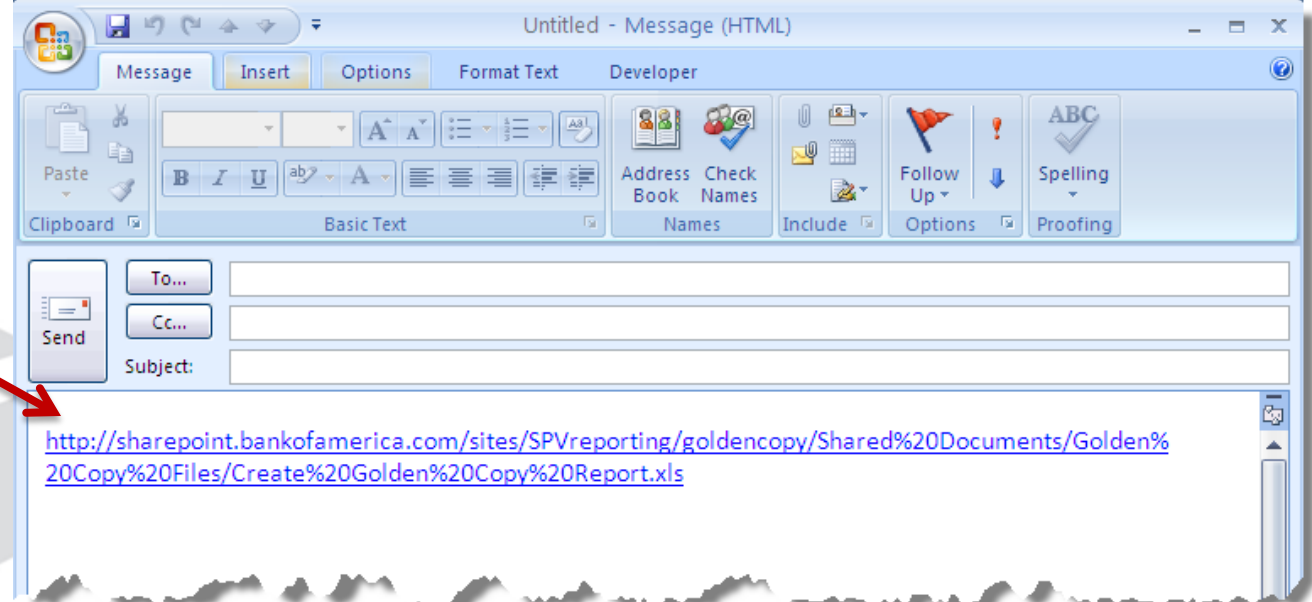 Untitled - Message (HTML)
Message Insert Options Format Text Developer
Paste
Clipboard
B I U ab A
Basic Text
Address Book
Check Names
Names
Include
Follow Up
Options
ABC
Spelling
Proofing
Send
To...
Cc...
Subject:
http://sharepoint.bankofamerica.com/sites/SPVreporting/goldencopy/Shared%20Documents/Golden%
20Copy%20Files/Create%20Golden%20Copy%20Report.xls